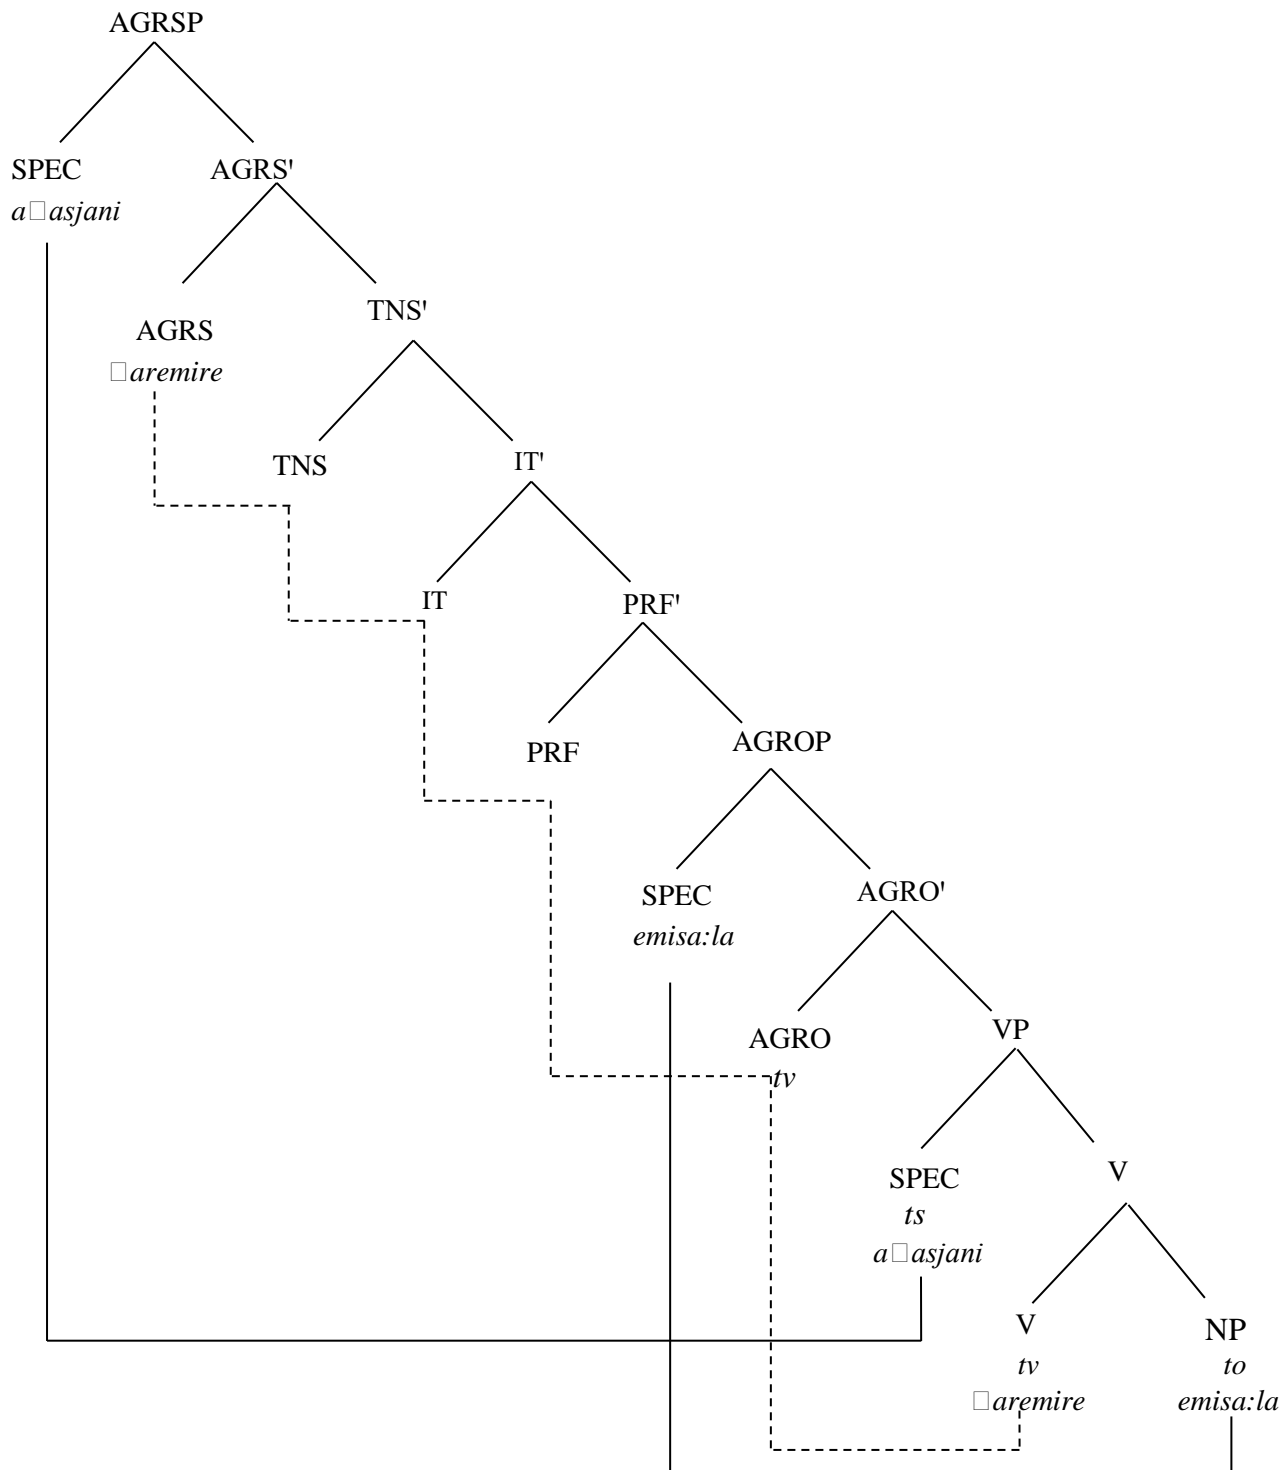 AGRSP
SPEC AGRS'
a□asjani
TNS'
AGRS
□aremire
TNS IT'
IT PRF'
PRF AGROP
SPEC AGRO'
emisa:la
AGRO VP
tv
SPEC V
ts
a□asjani
V NP
tv to
□aremire emisa:la